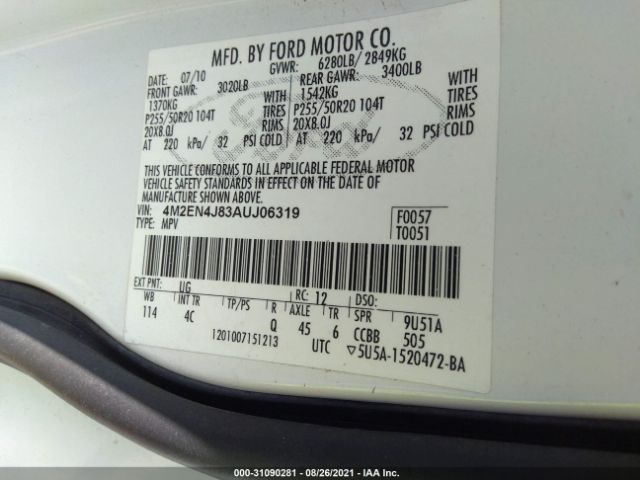 MFD. BY FORD MOTOR CO.
DATE: 07/10 GVWR: 6280LB/ 2849KG
FRONT GAWR: 3020LB REAR GAWR: 3400LB
1370KG WITH 1542KG WITH
P255/50R20 104T TIRES P255/50R20 104T TIRES
20X8.0J RIMS 20X8.0J RIMS
AT 220 kPa/ 32 PSI COLD AT 220 kPa/ 32 PSI COLD
THIS VEHICLE CONFORMS TO ALL APPLICABLE FEDERAL MOTOR
VEHICLE SAFETY STANDARDS IN EFFECT ON THE DATE OF
MANUFACTURE SHOWN ABOVE.
VIN: 4M2EN4J83AUJ06319 F0057
TYPE: MPV T0051
EXT PNT: UG RC: 12 DSO:
WB INT TR TP/PS R AXLE TR SPR 9U51A
114 4C Q 45 6 CCBB 505
1201007151213 UTC ▽5U5A-1520472-BA
000-31090281 - 08/26/2021 - IAA Inc.